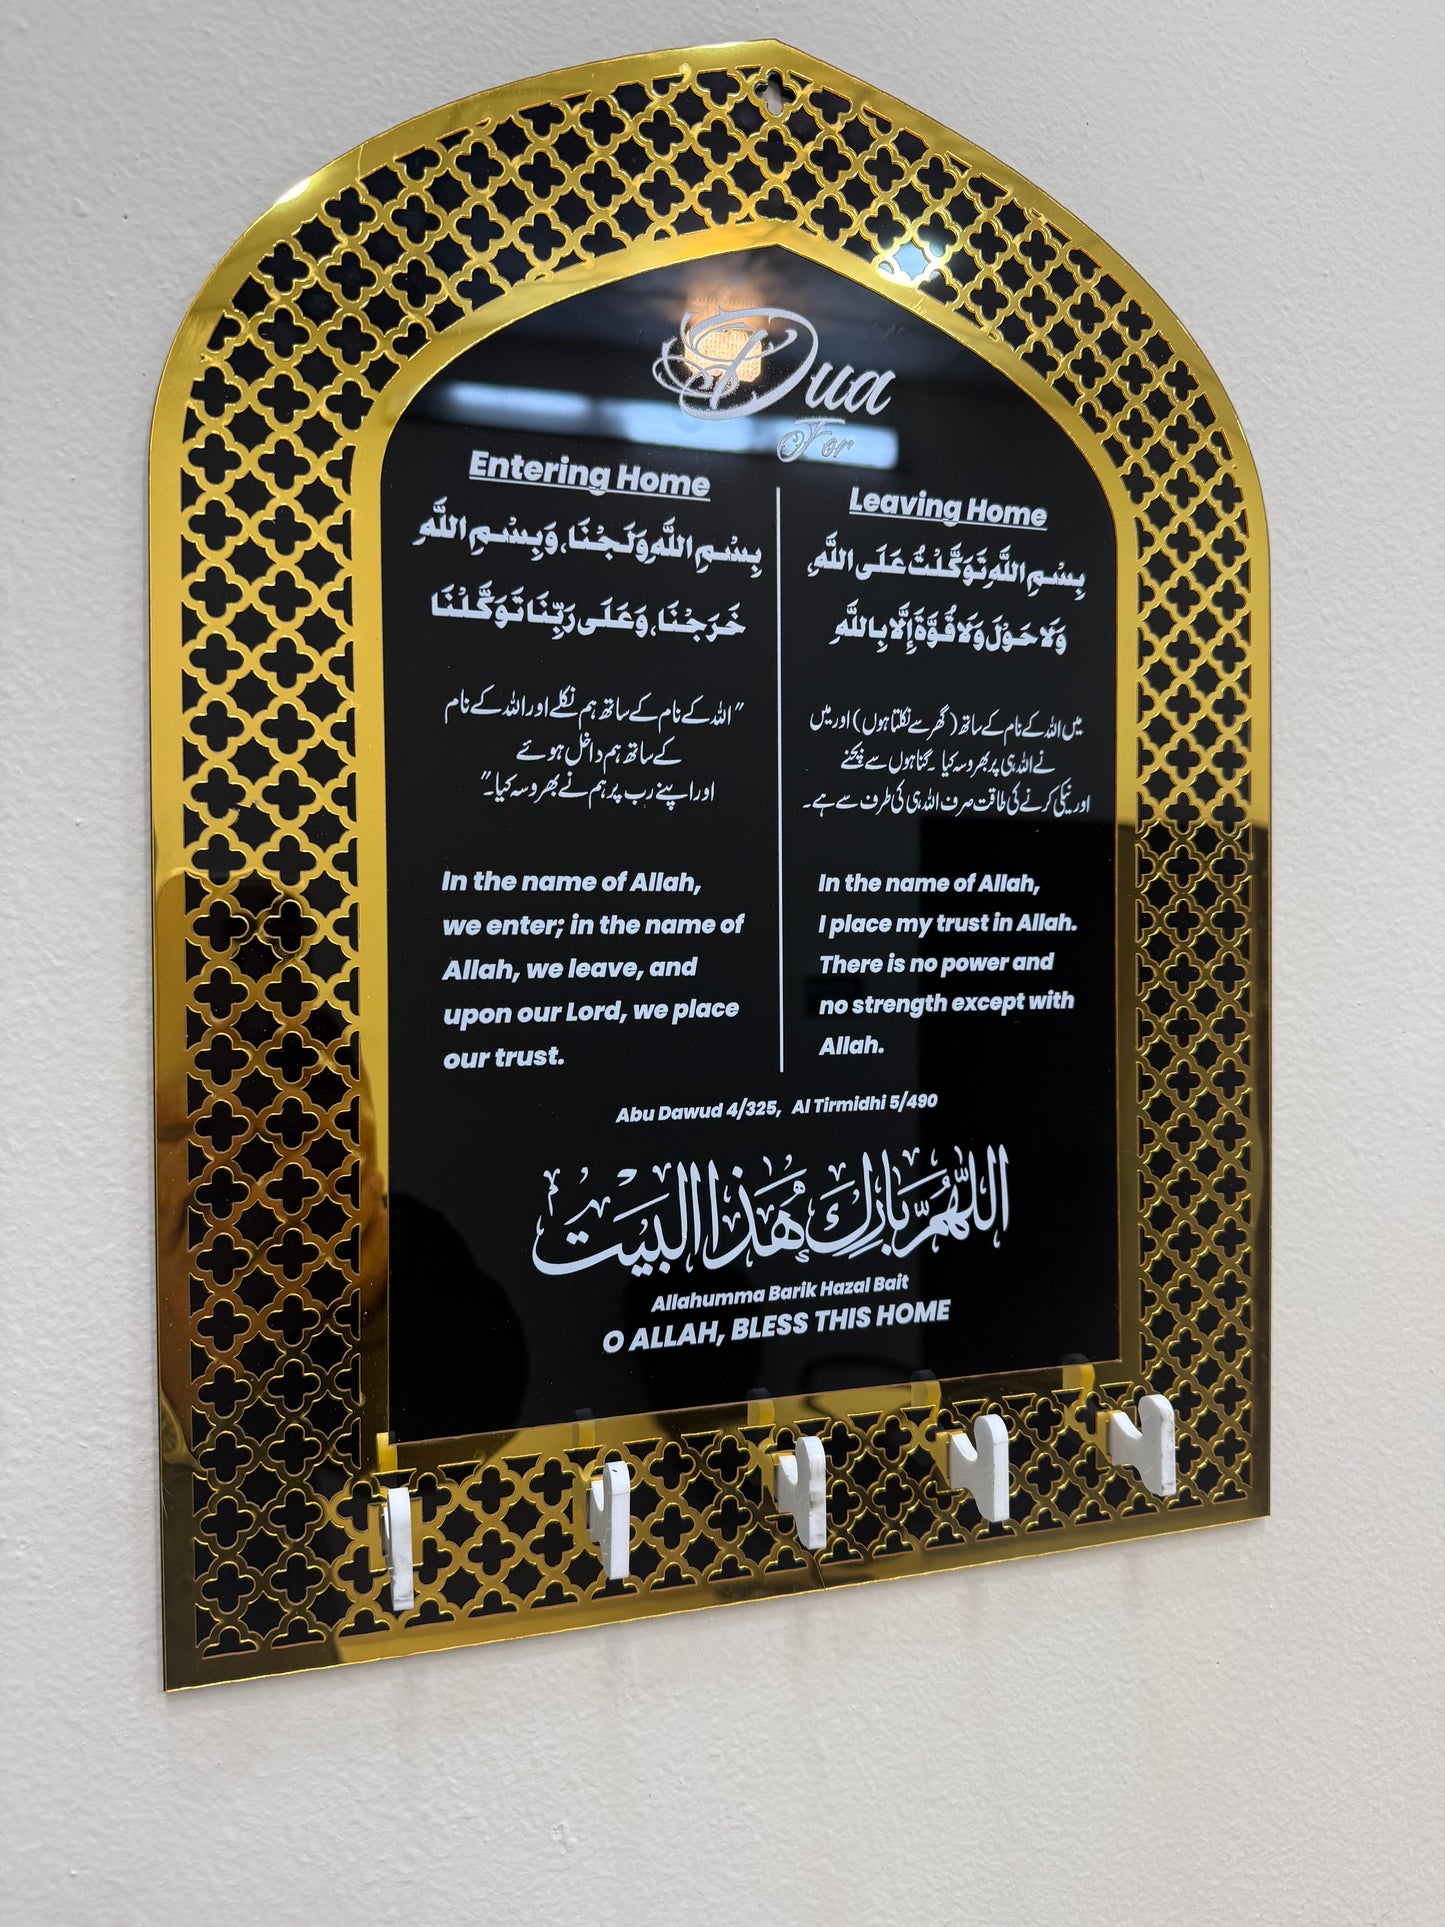 Dua
For
Entering Home
بِسْمِ اللَّهِ وَلَجْنَا، وَبِسْمِ اللَّهِ
خَرَجْنَا، وَعَلَى رَبِّنَا تَوَكَّلْنَا
"اللہ کے نام کے ساتھ ہم نکلے اور اللہ کے نام
کے ساتھ ہم داخل ہوئے
اور اپنے رب پر ہم نے بھروسہ کیا۔"
In the name of Allah,
we enter; in the name of
Allah, we leave, and
upon our Lord, we place
our trust.
Leaving Home
بِسْمِ اللَّهِ تَوَكَّلْتُ عَلَى اللَّهِ،
وَلَا حَوْلَ وَلَا قُوَّةَ إِلَّا بِاللَّهِ
میں اللہ کے نام کے ساتھ (گھر سے نکلتا ہوں) اور میں
نے اللہ ہی پر بھروسہ کیا ۔ گناہوں سے بچنے
اور نیکی کرنے کی طاقت صرف اللہ ہی کی طرف سے ہے۔
In the name of Allah,
I place my trust in Allah.
There is no power and
no strength except with
Allah.
Abu Dawud 4/325, Al Tirmidhi 5/490
اللَّهُمَّ بَارِكْ هٰذَا الْبَيْتَ
Allahumma Barik Hazal Bait
O ALLAH, BLESS THIS HOME